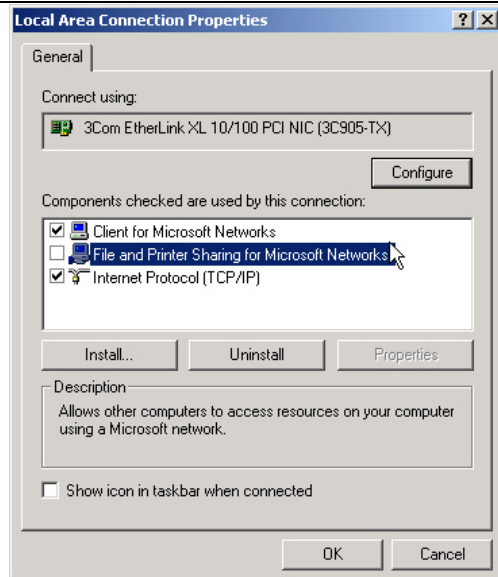 Local Area Connection Properties
General
Connect using:
3Com EtherLink XL 10/100 PCI NIC (3C905-TX)
Configure
Components checked are used by this connection:
Client for Microsoft Networks
File and Printer Sharing for Microsoft Networks
Internet Protocol (TCP/IP)
Install... Uninstall Properties
Description
Allows other computers to access resources on your computer
using a Microsoft network.
Show icon in taskbar when connected
OK Cancel